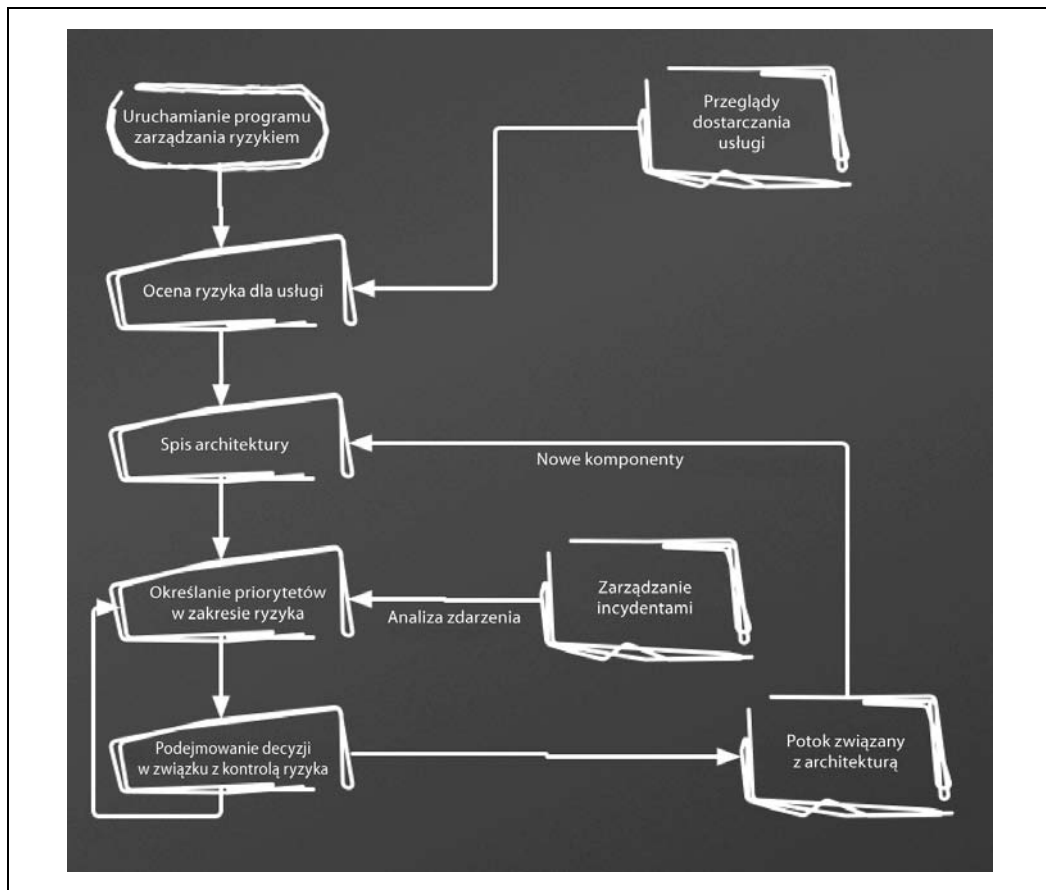 Uruchamianie programu
zarządzania ryzykiem
Przeglądy
dostarczania
usługi
Ocena ryzyka dla usługi
Spis architektury
Nowe komponenty
Określanie priorytetów
w zakresie ryzyka
Analiza zdarzenia
Zarządzanie
incydentami
Podejmowanie decyzji
w związku z kontrolą ryzyka
Potok związany
z architekturą